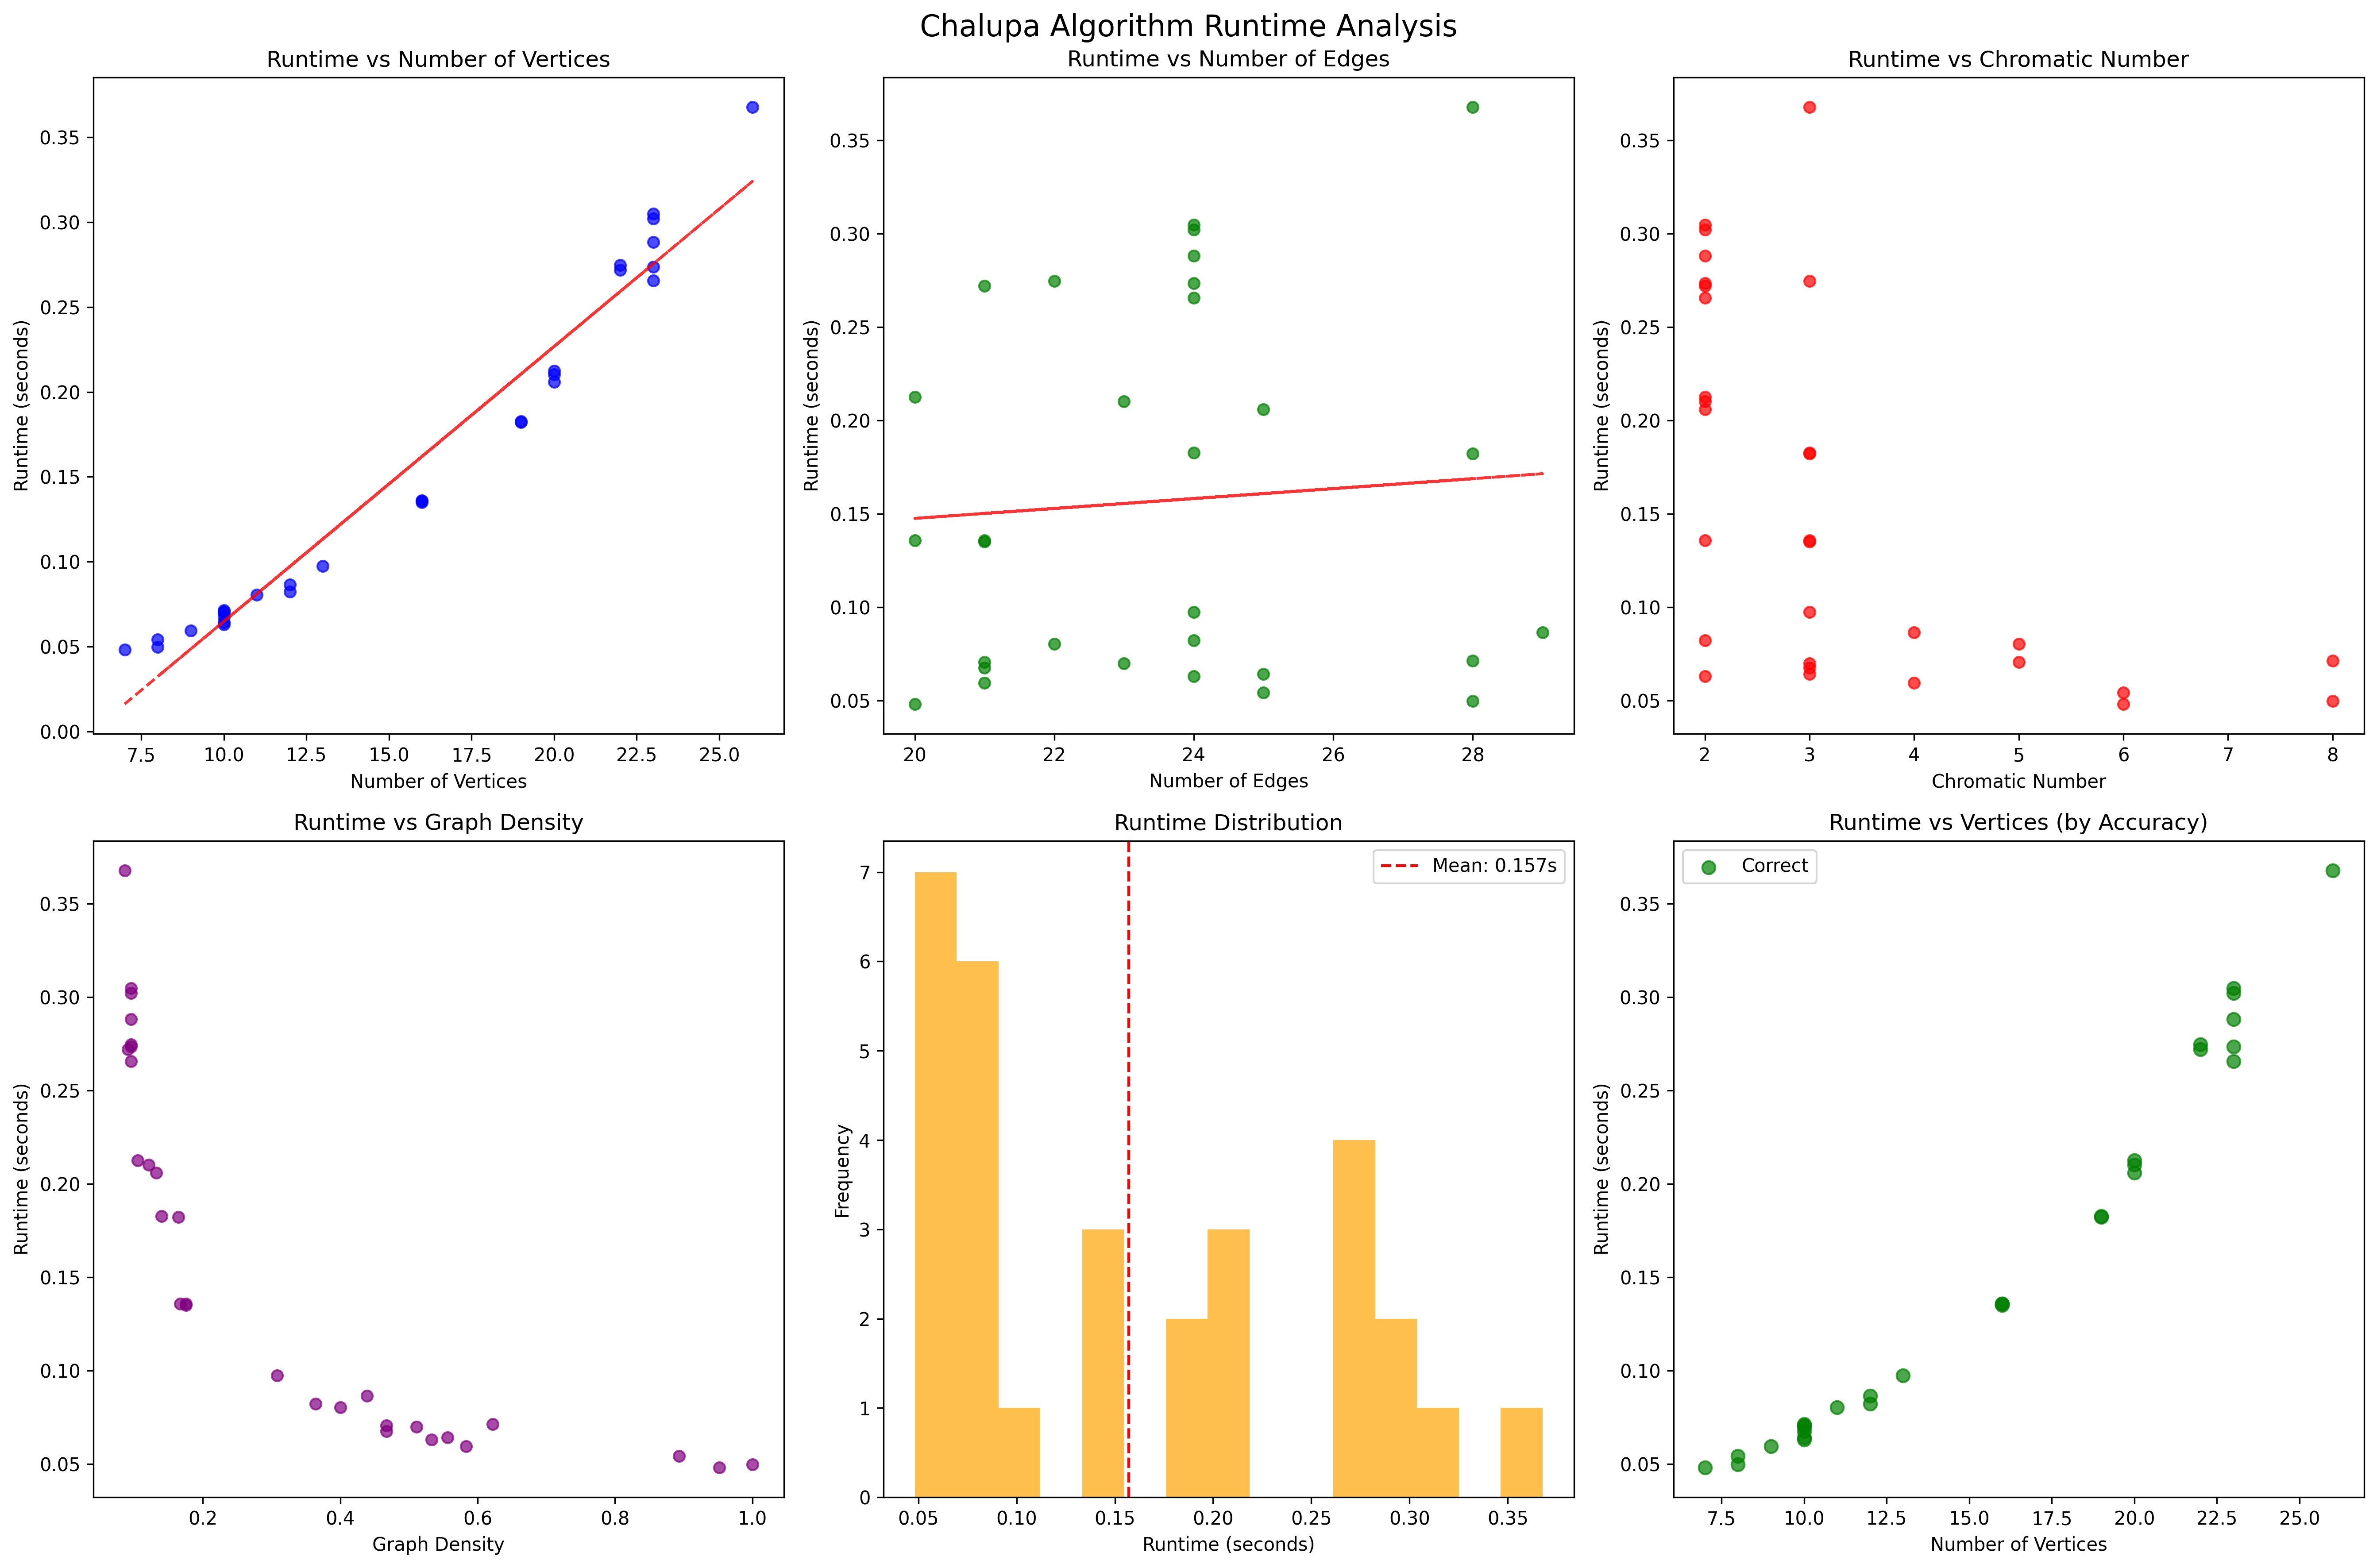 Chalupa Algorithm Runtime Analysis
Runtime vs Number of Vertices
Runtime (seconds)
0.35
0.30
0.25
0.20
0.15
0.10
0.05
0.00
7.5 10.0 12.5 15.0 17.5 20.0 22.5 25.0
Number of Vertices
Runtime vs Number of Edges
Runtime (seconds)
0.35
0.30
0.25
0.20
0.15
0.10
0.05
20 22 24 26 28
Number of Edges
Runtime vs Chromatic Number
Runtime (seconds)
0.35
0.30
0.25
0.20
0.15
0.10
0.05
2 3 4 5 6 7 8
Chromatic Number
Runtime vs Graph Density
Runtime (seconds)
0.35
0.30
0.25
0.20
0.15
0.10
0.05
0.2 0.4 0.6 0.8 1.0
Graph Density
Runtime Distribution
Mean: 0.157s
Frequency
7
6
5
4
3
2
1
0
0.05 0.10 0.15 0.20 0.25 0.30 0.35
Runtime (seconds)
Runtime vs Vertices (by Accuracy)
Correct
Runtime (seconds)
0.35
0.30
0.25
0.20
0.15
0.10
0.05
7.5 10.0 12.5 15.0 17.5 20.0 22.5 25.0
Number of Vertices